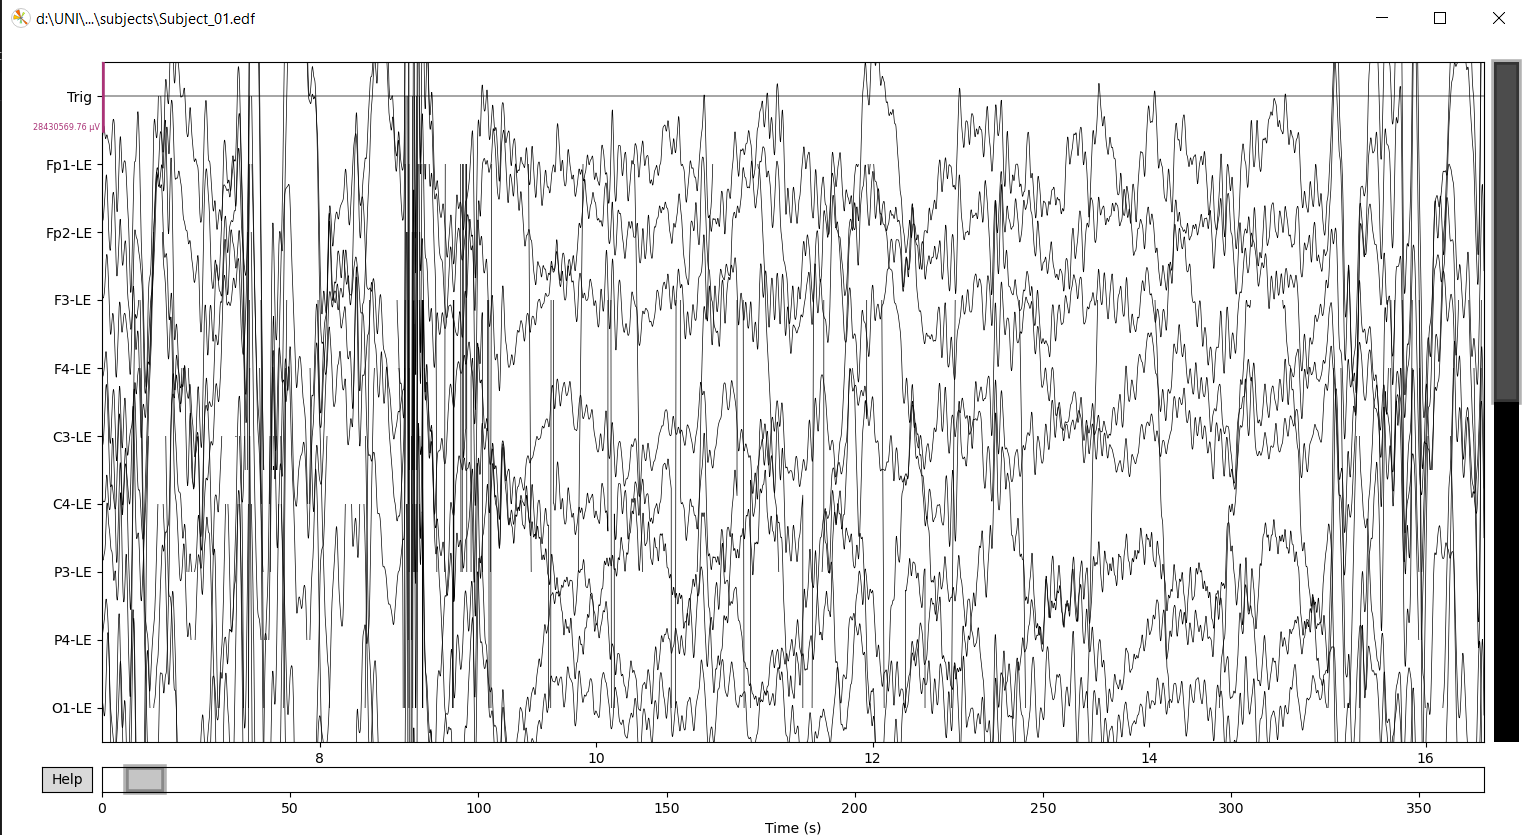 d:\UNI\...\subjects\Subject_01.edf
Trig
28430569.76 µV
Fp1-LE
Fp2-LE
F3-LE
F4-LE
C3-LE
C4-LE
P3-LE
P4-LE
O1-LE
8 10 12 14 16
Help
0 50 100 150 200 250 300 350
Time (s)